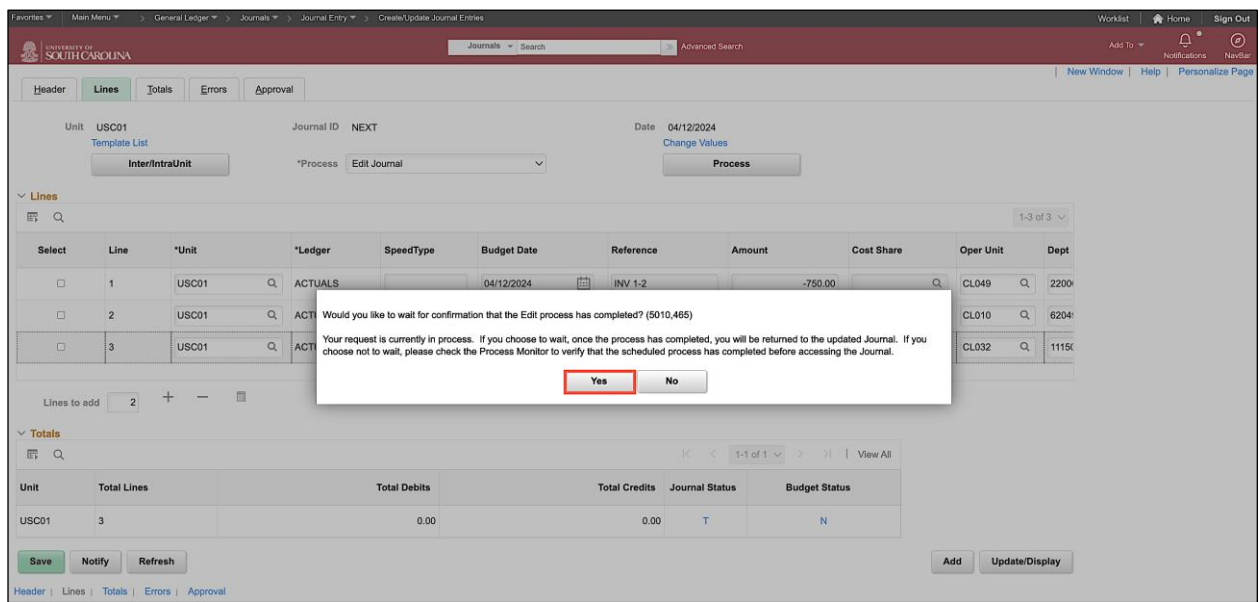 Favorites Main Menu > General Ledger > Journals > Journal Entry > Create/Update Journal Entries Worklist Home Sign Out
UNIVERSITY OF
SOUTH CAROLINA
Journals Search Advanced Search Add To Notifications NavBar
New Window | Help | Personalize Page
Header Lines Totals Errors Approval
Unit USC01 Journal ID NEXT Date 04/12/2024
Template List Change Values
Inter/IntraUnit *Process Edit Journal Process
Lines
1-3 of 3
Select Line *Unit *Ledger SpeedType Budget Date Reference Amount Cost Share Oper Unit Dept
1 USC01 ACTUALS 04/12/2024 INV 1-2 -750.00 CL049
2 USC01 CL010
3 USC01 CL032
Would you like to wait for confirmation that the Edit process has completed? (5010,465)
Your request is currently in process. If you choose to wait, once the process has completed, you will be returned to the updated Journal. If you
choose not to wait, please check the Process Monitor to verify that the scheduled process has completed before accessing the Journal.
Yes No
Lines to add 2
Totals
1-1 of 1 | View All
Unit Total Lines Total Debits Total Credits Journal Status Budget Status
USC01 3 0.00 0.00 T N
Save Notify Refresh Add Update/Display
Header | Lines | Totals | Errors | Approval